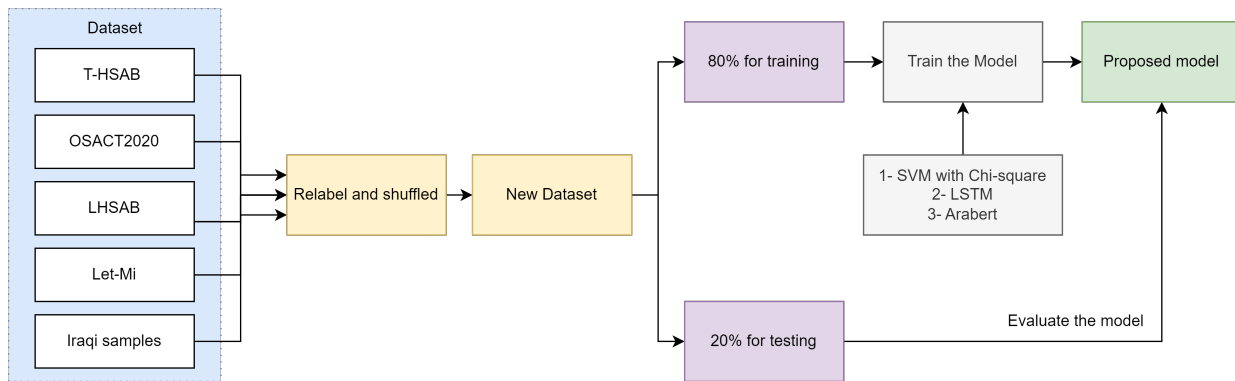 Dataset
T-HSAB
OSACT2020
LHSAB
Let-Mi
Iraqi samples
Relabel and shuffled
New Dataset
80% for training
Train the Model
Proposed model
1- SVM with Chi-square
2- LSTM
3- Arabert
20% for testing
Evaluate the model